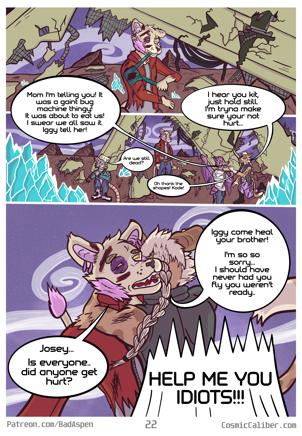 Mom I'm telling you! It
was a gaint bug
machine thingy!
It was about to eat us!
I swear we all saw it.
Iggy tell her!
I hear you kit,
just hold still.
I'm tryna make
sure your not
hurt...
Are we still
dead?
Oh thank the
shapes! Kode!
Iggy come heal
your brother!
I'm so so
sorry..
I should have
never had you
fly you weren't
ready.
Josey...
Is everyone..
did anyone get
hurt?
HELP ME YOU
IDIOTS!!!
Patreon.com/BadAspen
22
CosmicCaliber.com